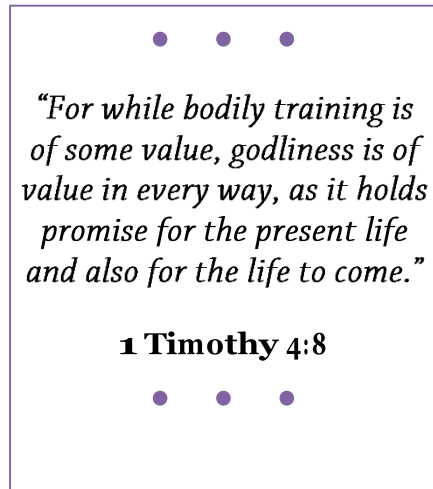 “For while bodily training is
of some value, godliness is of
value in every way, as it holds
promise for the present life
and also for the life to come.”
1 Timothy 4:8